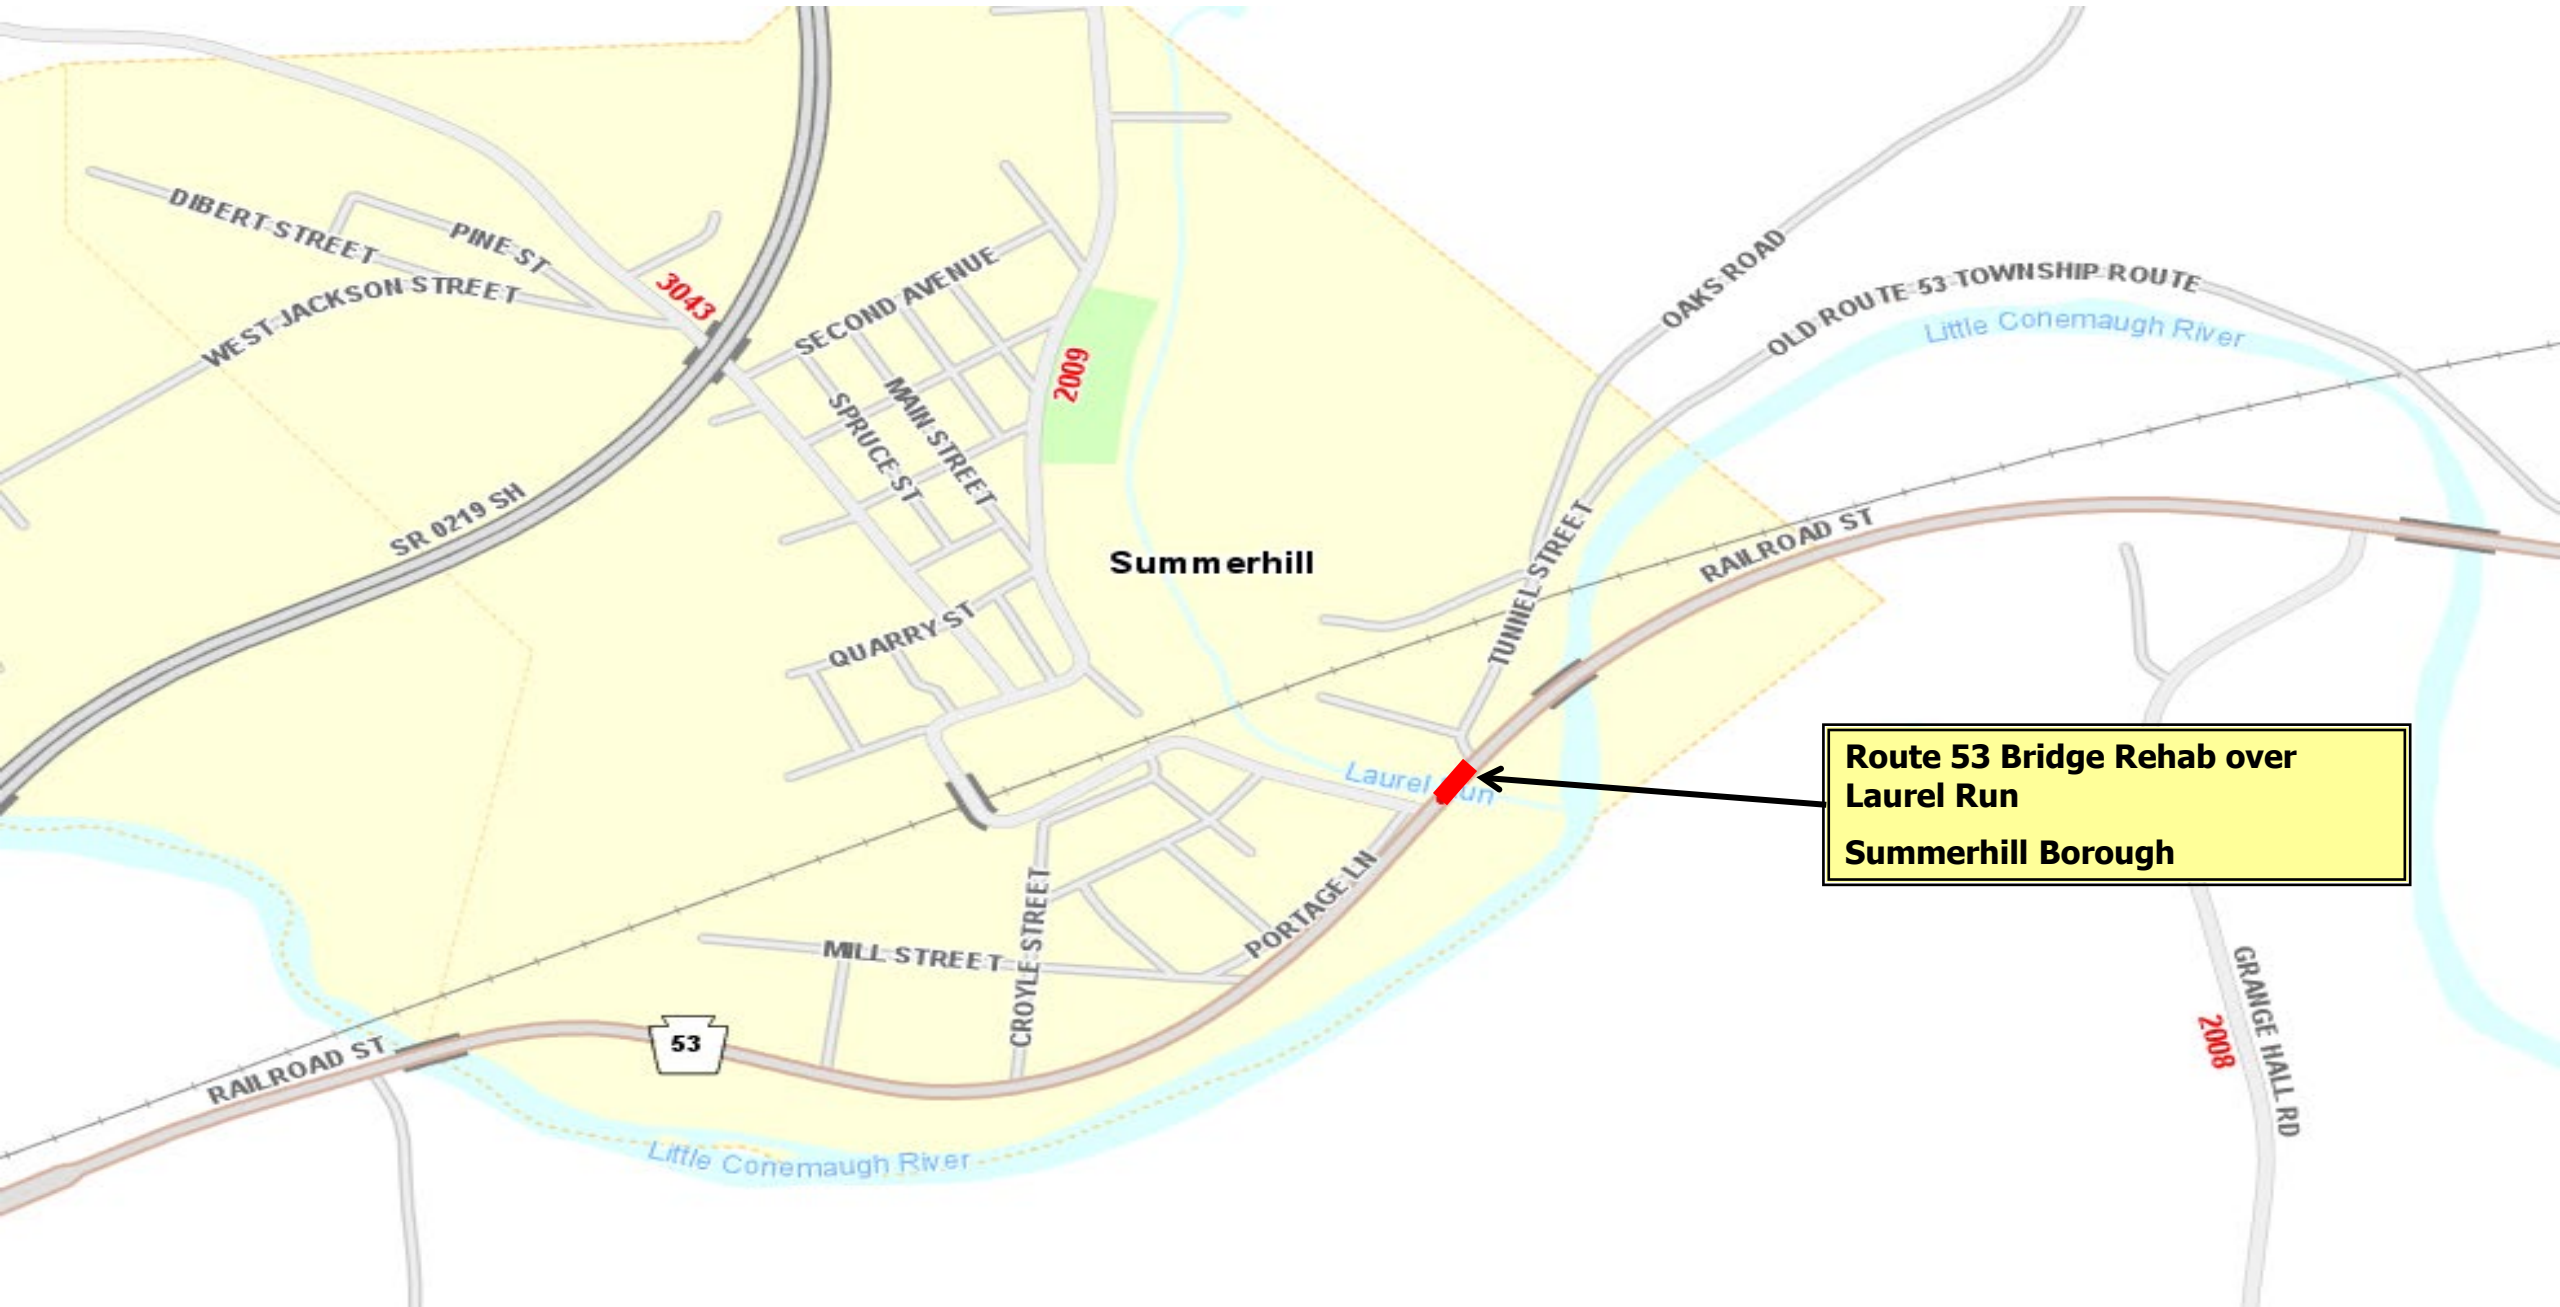 DIBERT STREET
PINE ST
WEST JACKSON STREET
3043
SECOND AVENUE
2009
MAIN STREET
SPRUCE ST
OAKS ROAD
OLD ROUTE 53 TOWNSHIP ROUTE
Little Conemaugh River
SR 0219 SH
Summerhill
TUNNEL STREET
RAILROAD ST
QUARRY ST
Laurel Run
Route 53 Bridge Rehab over
Laurel Run
Summerhill Borough
PORTAGE LN
CROYLE STREET
MILL STREET
53
RAILROAD ST
Little Conemaugh River
GRANGE HALL RD
2008